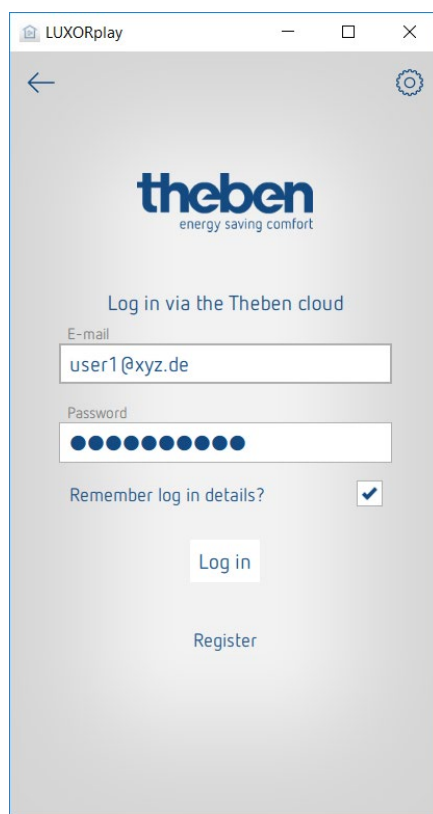 LUXORplay
theben
energy saving comfort
Log in via the Theben cloud
E-mail
user1@xyz.de
Password
●●●●●●●●●●
Remember log in details?
Log in
Register